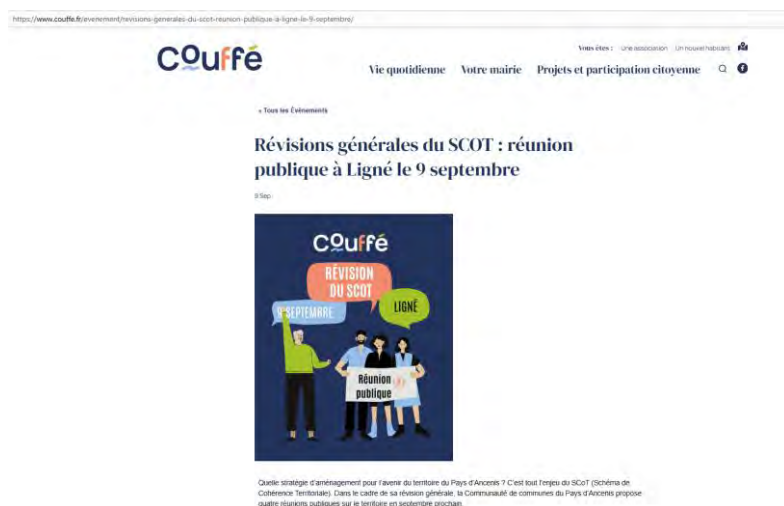 https://www.couffe.fr/evenement/revisions-generales-du-scot-reunion-publique-a-ligne-le-9-septembre/
Couffé
Vous êtes : Une association Un nouvel habitant
Vie quotidienne Votre mairie Projets et participation citoyenne
« Tous les Évènements
Révisions générales du SCOT : réunion
publique à Ligné le 9 septembre
9 Sep
Couffé
RÉVISION
DU SCOT
9 SEPTEMBRE
LIGNÉ
Réunion
publique
Quelle stratégie d'aménagement pour l'avenir du territoire du Pays d'Ancenis ? C'est tout l'enjeu du SCoT (Schéma de
Cohérence Territoriale). Dans le cadre de sa révision générale, la Communauté de communes du Pays d'Ancenis propose
quatre réunions publiques sur le territoire en septembre prochain